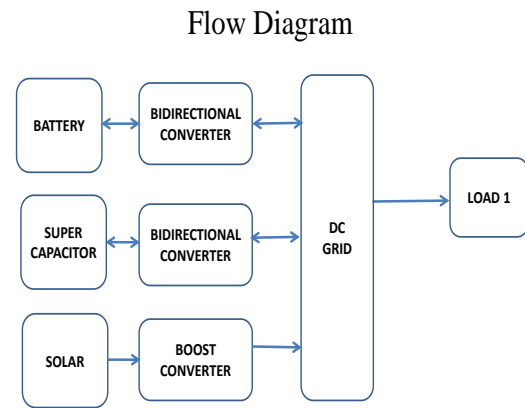 Flow Diagram
BATTERY
BIDIRECTIONAL
CONVERTER
SUPER
CAPACITOR
BIDIRECTIONAL
CONVERTER
SOLAR
BOOST
CONVERTER
DC
GRID
LOAD 1